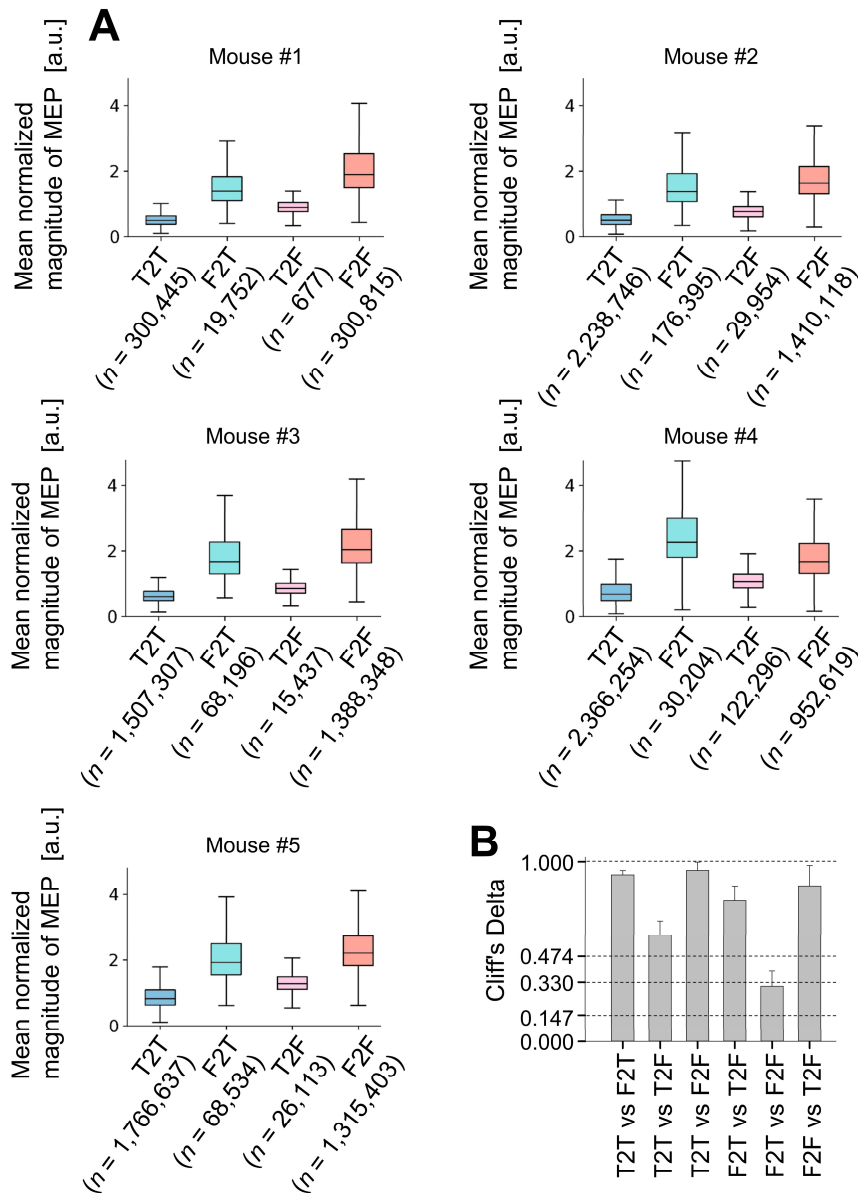 A
Mouse #1
Mean normalized
magnitude of MEP [a.u.]
4
2
0
T2T
(n = 300,445)
F2T
(n = 19,752)
T2F
(n = 677)
F2F
(n = 300,815)
Mouse #2
Mean normalized
magnitude of MEP [a.u.]
4
2
0
T2T
(n = 2,238,746)
F2T
(n = 176,395)
T2F
(n = 29,954)
F2F
(n = 1,410,118)
Mouse #3
Mean normalized
magnitude of MEP [a.u.]
4
2
0
T2T
(n = 1,507,307)
F2T
(n = 68,196)
T2F
(n = 15,437)
F2F
(n = 1,388,348)
Mouse #4
Mean normalized
magnitude of MEP [a.u.]
4
2
0
T2T
(n = 2,366,254)
F2T
(n = 30,204)
T2F
(n = 122,296)
F2F
(n = 952,619)
Mouse #5
Mean normalized
magnitude of MEP [a.u.]
4
2
0
T2T
(n = 1,766,637)
F2T
(n = 68,534)
T2F
(n = 26,113)
F2F
(n = 1,315,403)
B
Cliff's Delta
1.000
0.474
0.330
0.147
0.000
T2T vs F2T
T2T vs T2F
T2T vs F2F
F2T vs T2F
F2T vs F2F
F2F vs T2F